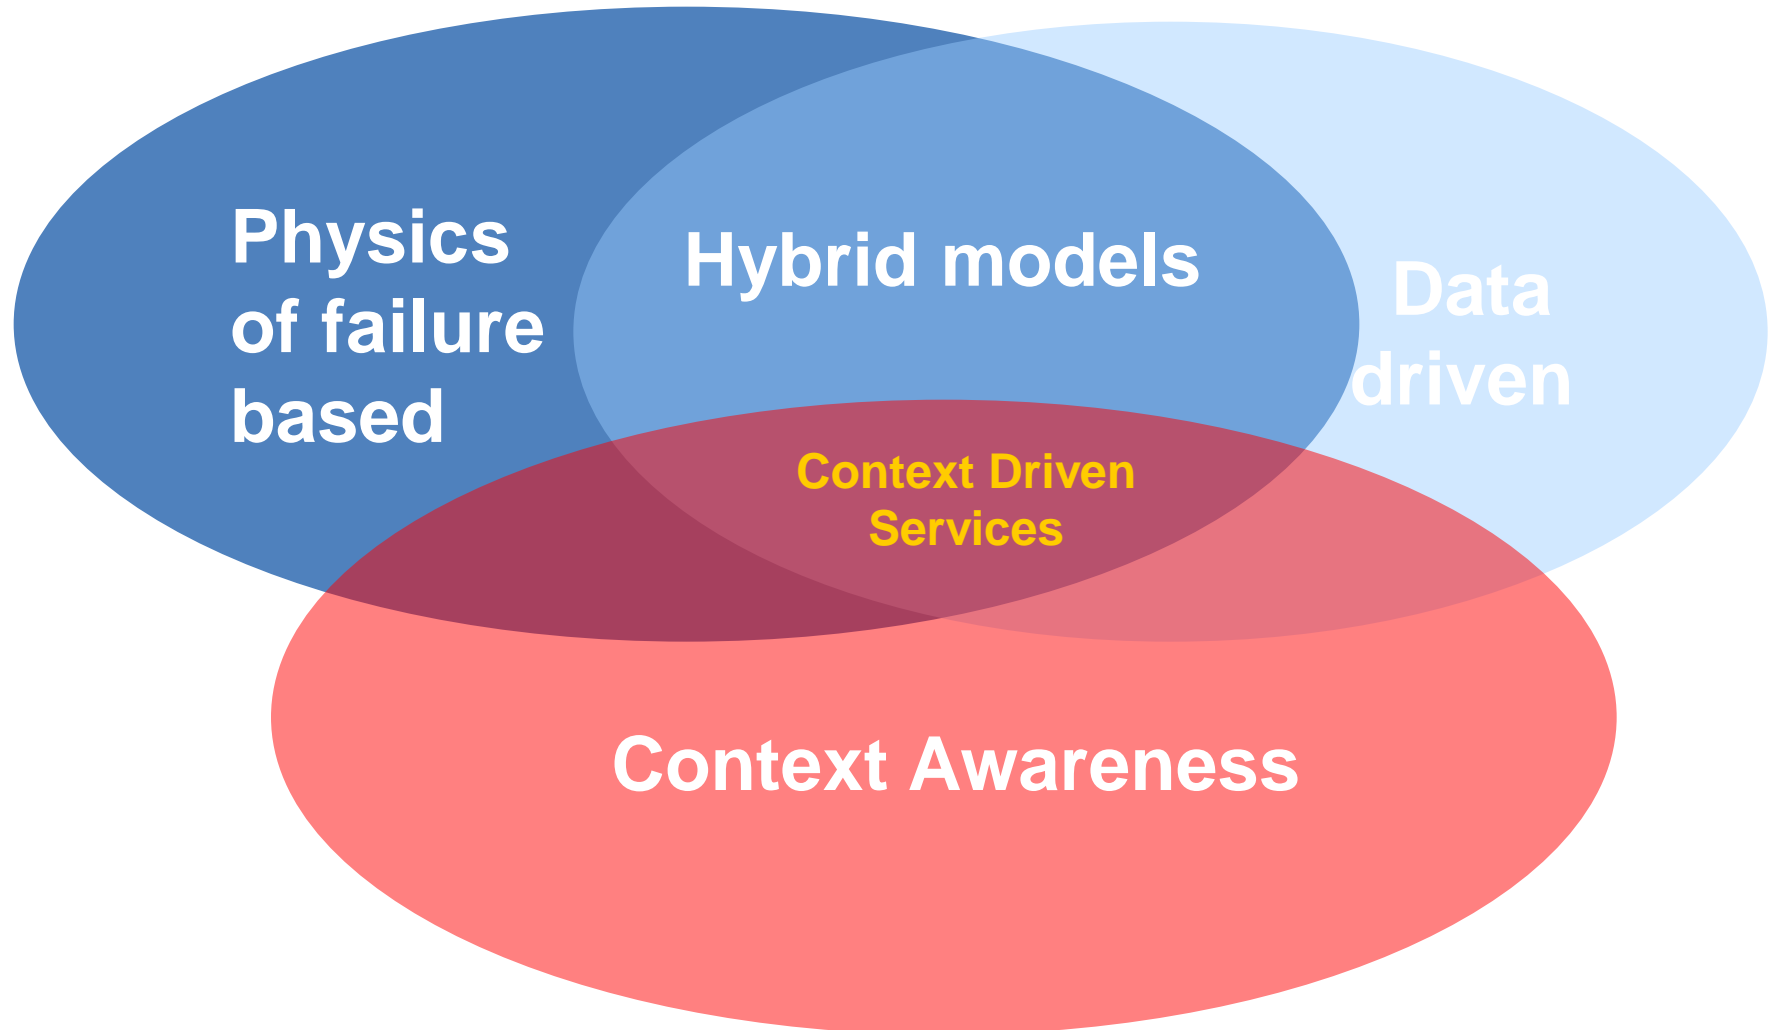 Physics
of failure
based
Hybrid models
Data
driven
Context Driven
Services
Context Awareness